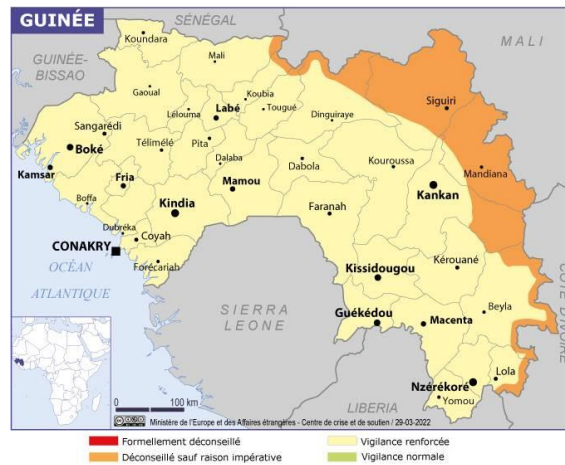 GUINÉE
SÉNÉGAL
MALI
GUINÉE-
BISSAO
Koundara
Mali
Gaoual
Koubia
Lélouma
Labé
Tougué
Siguiri
Dinguiraye
Sangarédi
Boké
Télimélé
Pita
Dalaba
Dabola
Kouroussa
Mandiana
Kamsar
Fria
Mamou
Kankan
Boffa
Kindia
Faranah
Dubréka
Coyah
CONAKRY
Forécariah
Kissidougou
Kérouané
OCÉAN
ATLANTIQUE
SIERRA
LEONE
Guékédou
Macenta
Beyla
CÔTE D'IVOIRE
Nzérékoré
Lola
Yomou
LIBERIA
0 100 km
Ministère de l'Europe et des Affaires étrangères - Centre de crise et de soutien / 29-03-2022
Formellement déconseillé
Vigilance renforcée
Déconseillé sauf raison impérative
Vigilance normale